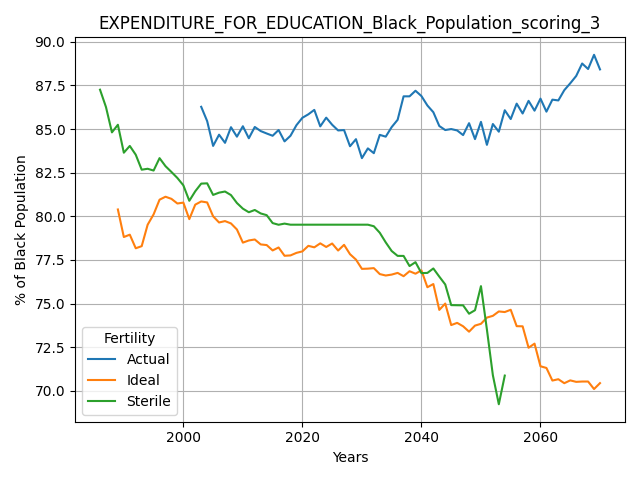 EXPENDITURE_FOR_EDUCATION_Black_Population_scoring_3
90.0
87.5
85.0
82.5
80.0
77.5
75.0
72.5
70.0
% of Black Population
Fertility
Actual
Ideal
Sterile
2000 2020 2040 2060
Years